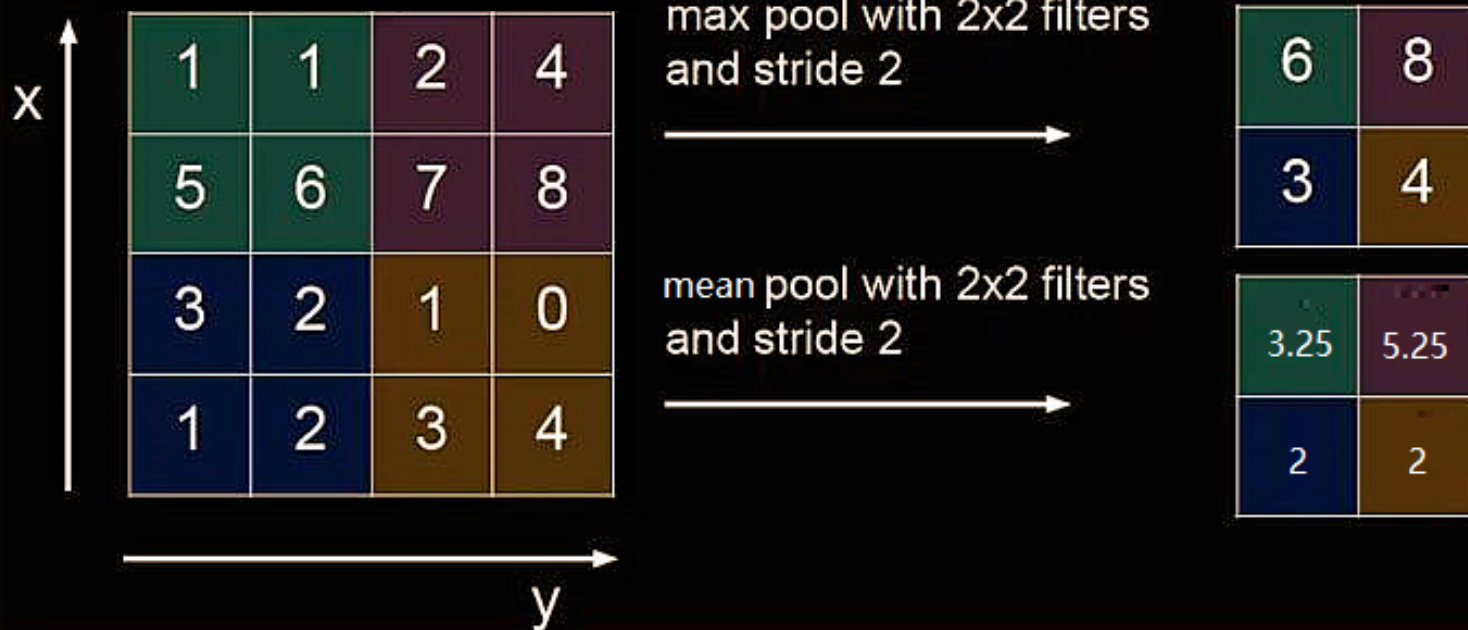 x
1 1 2 4
5 6 7 8
3 2 1 0
1 2 3 4
y
max pool with 2x2 filters
and stride 2
6 8
3 4
mean pool with 2x2 filters
and stride 2
3.25 5.25
2 2